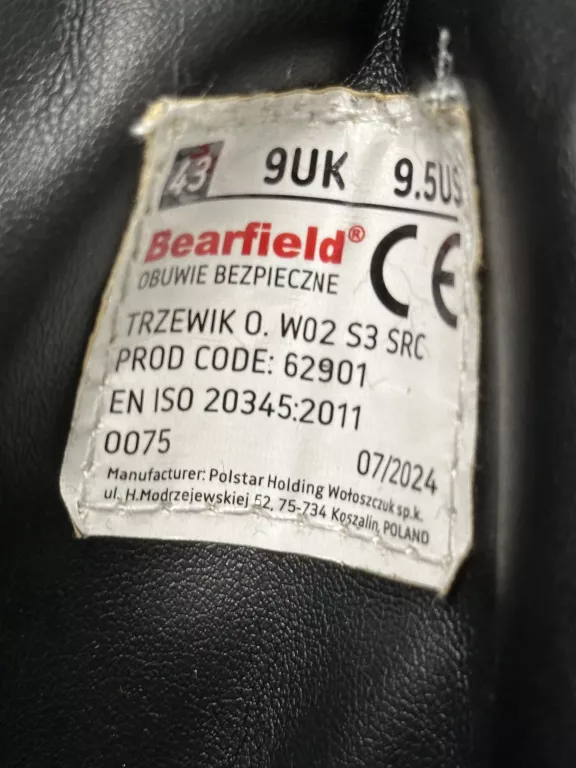 43 9UK 9.5US
Bearfield®
CE
OBUWIE BEZPIECZNE
TRZEWIK O. W02 S3 SRC
PROD CODE: 62901
EN ISO 20345:2011
0075 07/2024
Manufacturer: Polstar Holding Wołoszczuk sp.k.
ul. H.Modrzejewskiej 52, 75-734 Koszalin, POLAND